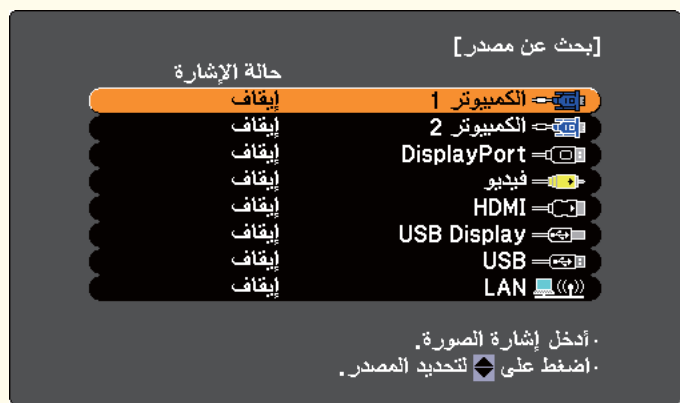 [بحث عن مصدر]
حالة الإشارة
الكمبيوتر 1 إيقاف
الكمبيوتر 2 إيقاف
DisplayPort إيقاف
فيديو إيقاف
HDMI إيقاف
USB Display إيقاف
USB إيقاف
LAN إيقاف
·أدخل إشارة الصورة.
·اضغط على لتحديد المصدر.